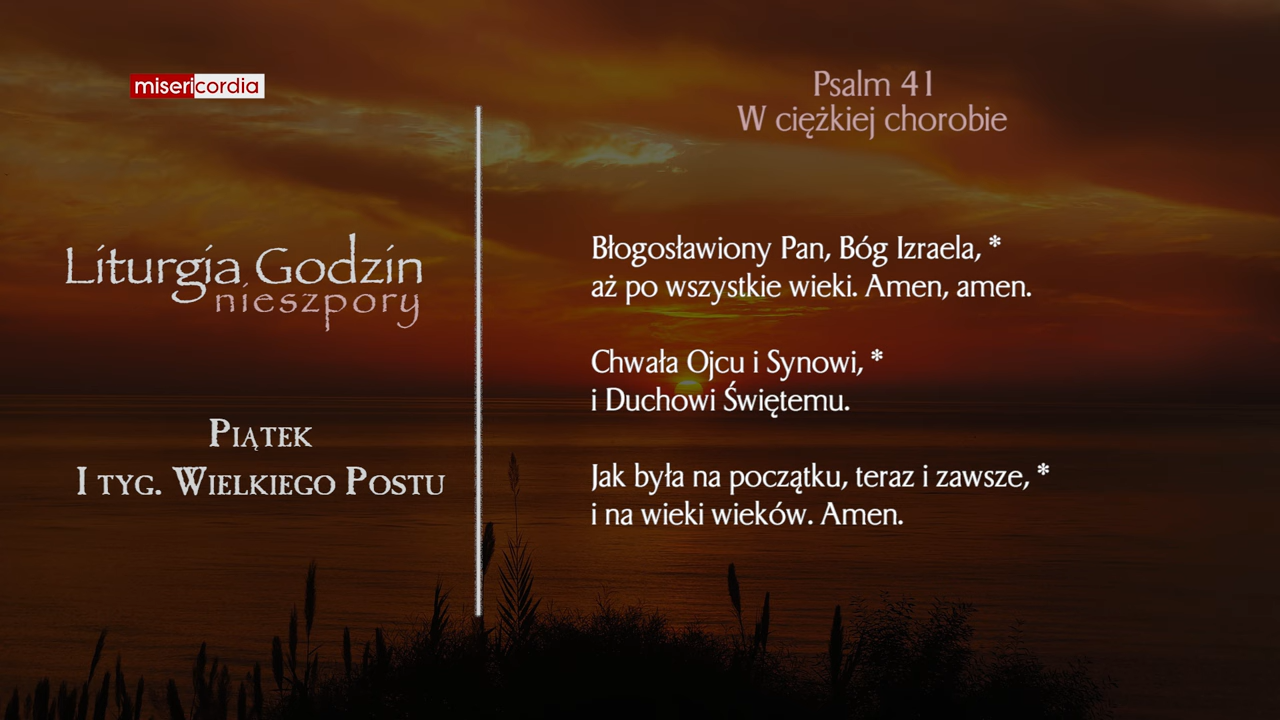 misericordia
Liturgia Godzin
nieszpory
Piątek
I tyg. Wielkiego Postu
Psalm 41
W ciężkiej chorobie
Błogosławiony Pan, Bóg Izraela, *
aż po wszystkie wieki. Amen, amen.
Chwała Ojcu i Synowi, *
i Duchowi Świętemu.
Jak była na początku, teraz i zawsze, *
i na wieki wieków. Amen.